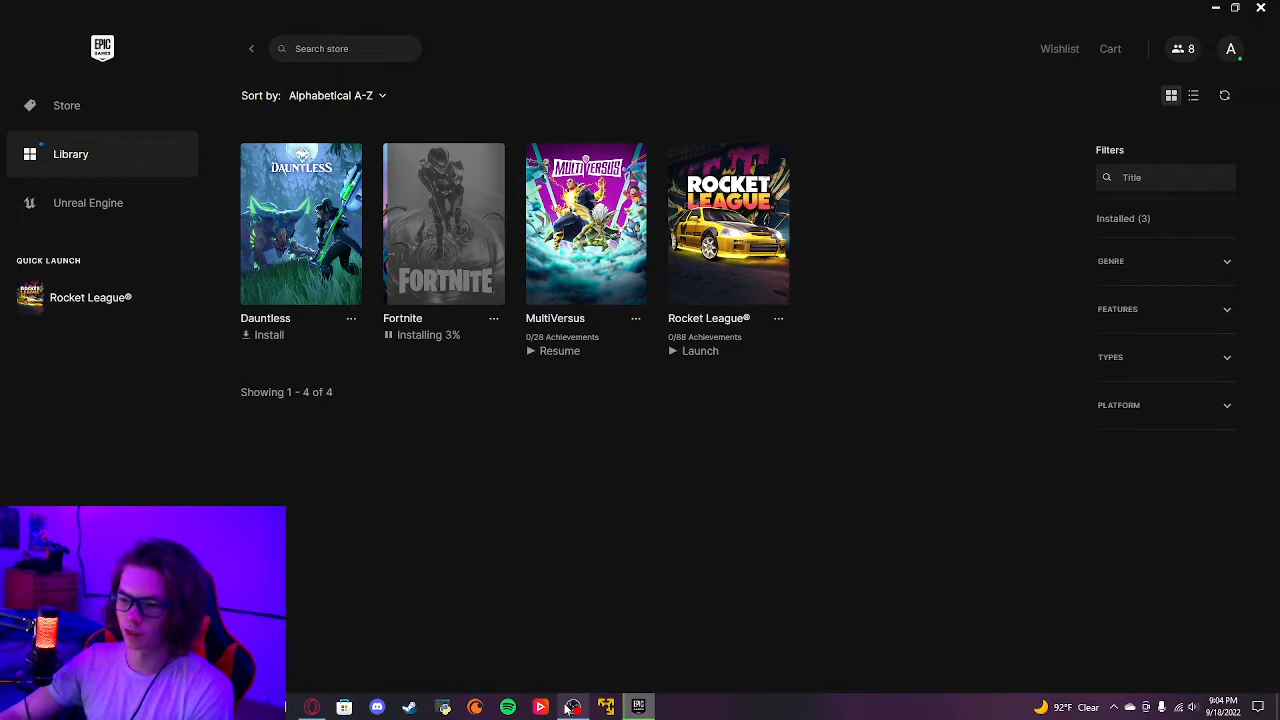 EPIC
GAMES
Search store
Wishlist
Cart
8
A
Store
Library
Unreal Engine
QUICK LAUNCH
Rocket League®
Sort by: Alphabetical A-Z
DAUNTLESS
FORTNITE
MULTIVERSUS
ROCKET
LEAGUE
Dauntless
Install
Fortnite
Installing 3%
MultiVersus
0/28 Achievements
Resume
Rocket League®
0/88 Achievements
Launch
Showing 1 - 4 of 4
Filters
Title
Installed (3)
GENRE
FEATURES
TYPES
PLATFORM
EPIC
92°F Clear
9:04 PM
9/18/2022